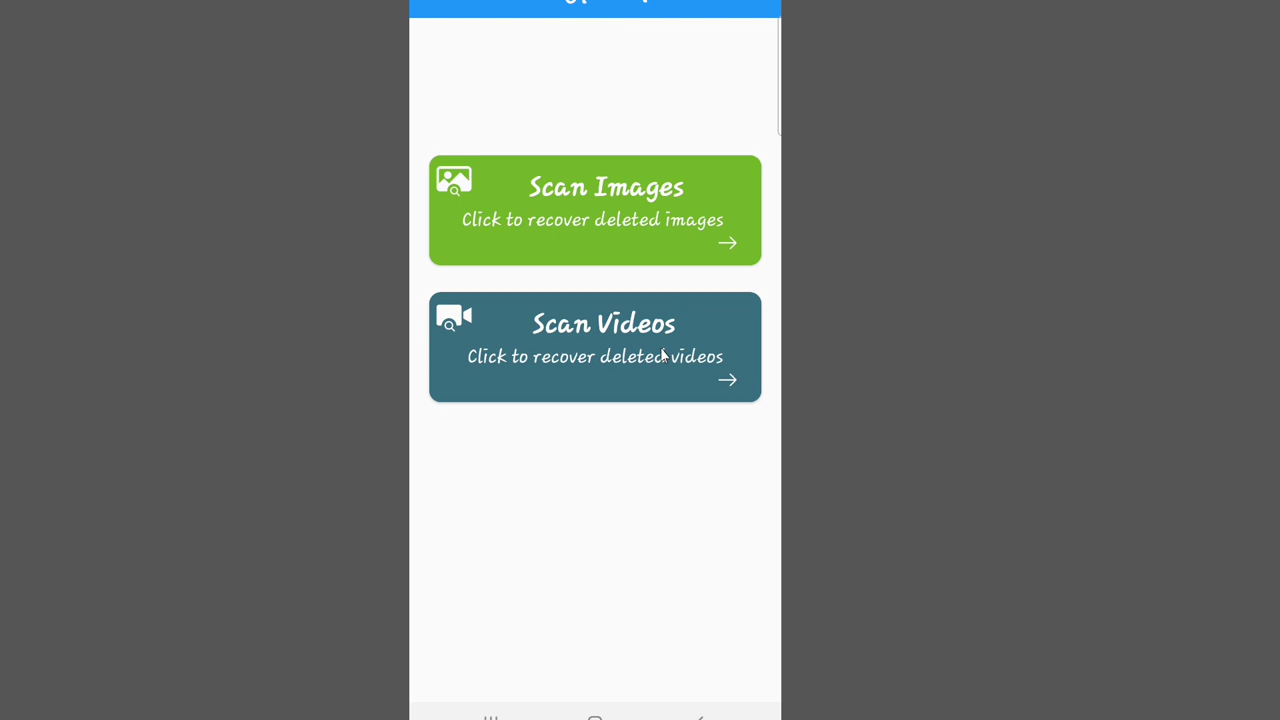 Scan Images
Click to recover deleted images
Scan Videos
Click to recover deleted videos